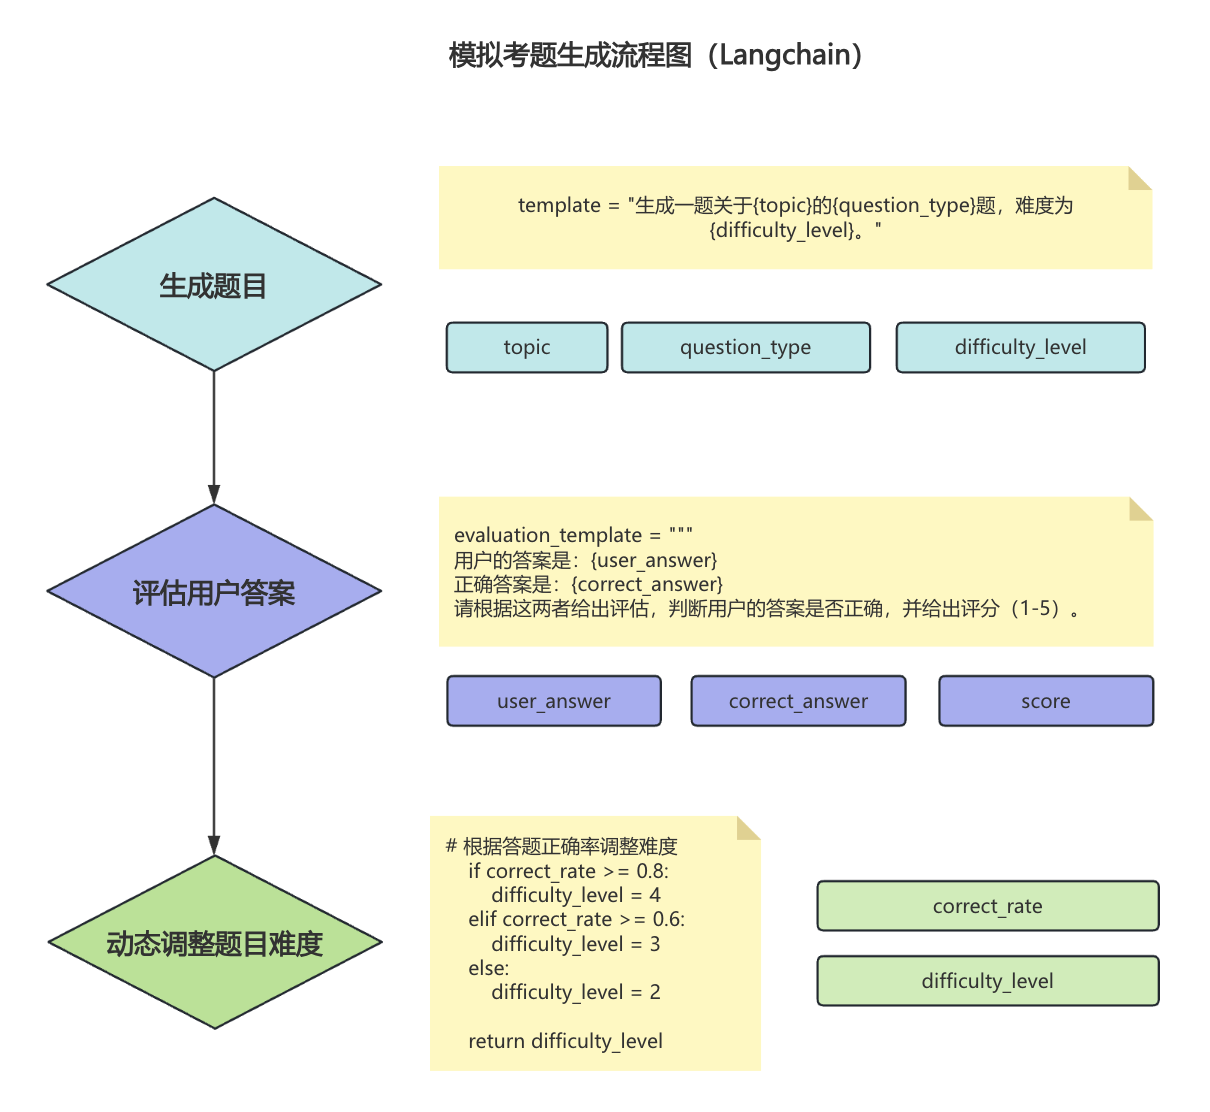 模拟考题生成流程图（Langchain）
生成题目
template = "生成一题关于{topic}的{question_type}题，难度为
{difficulty_level}。"
topic
question_type
difficulty_level
评估用户答案
evaluation_template = """
用户的答案是：{user_answer}
正确答案是：{correct_answer}
请根据这两者给出评估，判断用户的答案是否正确，并给出评分（1-5）。
user_answer
correct_answer
score
动态调整题目难度
# 根据答题正确率调整难度
if correct_rate >= 0.8:
difficulty_level = 4
elif correct_rate >= 0.6:
difficulty_level = 3
else:
difficulty_level = 2
return difficulty_level
correct_rate
difficulty_level